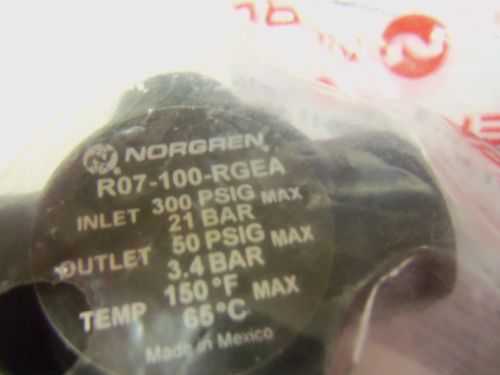 NORGREN
R07-100-RGEA
INLET 300 PSIG MAX
21 BAR
OUTLET 50 PSIG MAX
3.4 BAR
TEMP 150°F MAX
65°C
Made in Mexico